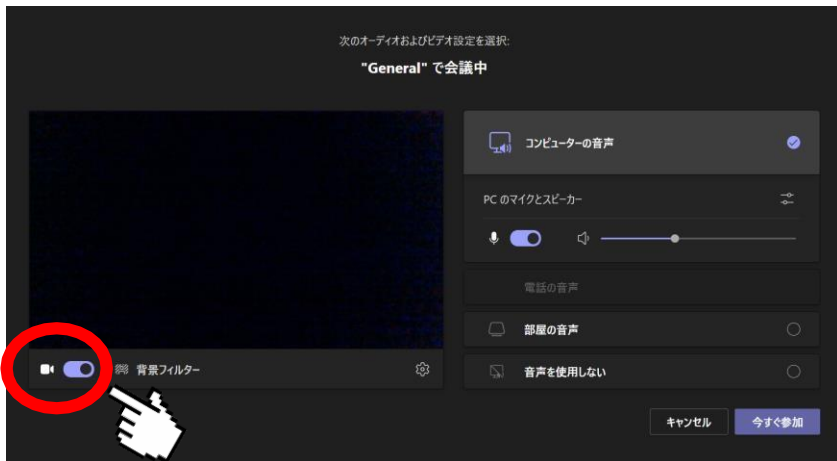 次のオーディオおよびビデオ設定を選択:
"General" で会議中
コンピューターの音声
PC のマイクとスピーカー
電話の音声
部屋の音声
音声を使用しない
背景フィルター
キャンセル
今すぐ参加